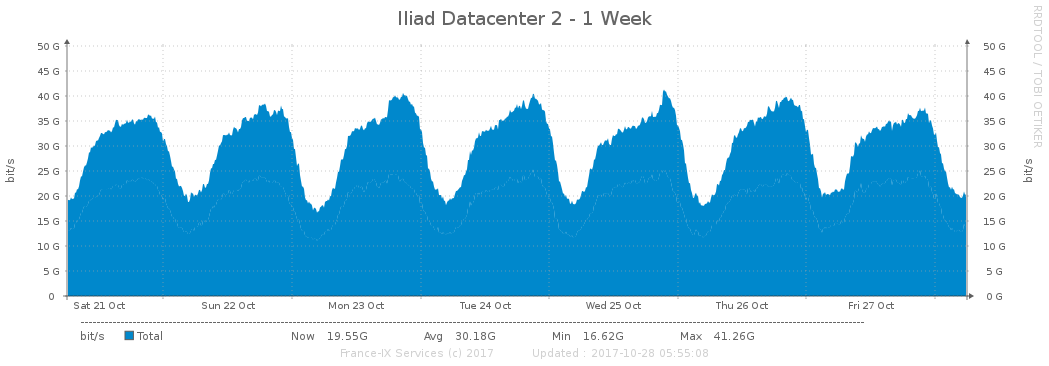 Iliad Datacenter 2 - 1 Week
RRDTOOL / TOBI OETIKER
50 G 50 G
45 G 45 G
40 G 40 G
35 G 35 G
30 G 30 G
25 G 25 G
20 G 20 G
15 G 15 G
10 G 10 G
5 G 5 G
0 0 G
bit/s bit/s
Sat 21 Oct Sun 22 Oct Mon 23 Oct Tue 24 Oct Wed 25 Oct Thu 26 Oct Fri 27 Oct
bit/s Total Now 19.55G Avg 30.18G Min 16.62G Max 41.26G
France-IX Services (c) 2017 Updated : 2017-10-28 05:55:08